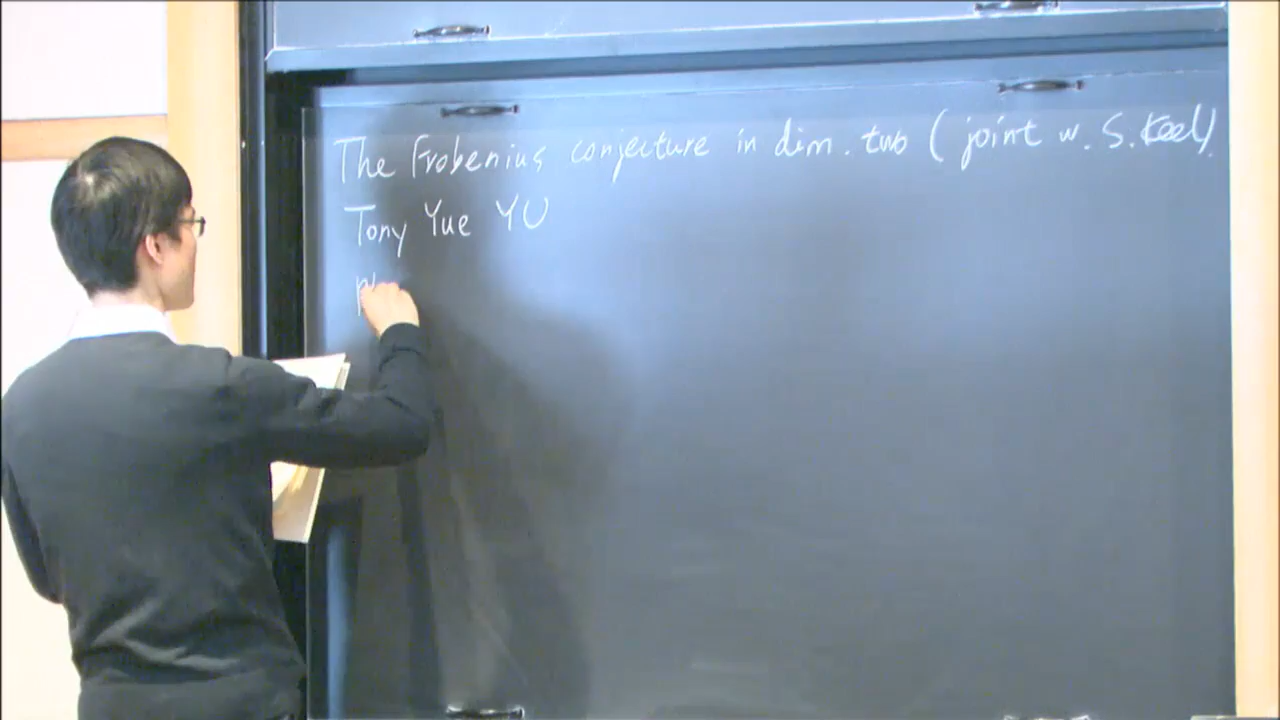 The Frobenius conjecture in dim. two (joint w. S. Keel).
Tony Yue YU